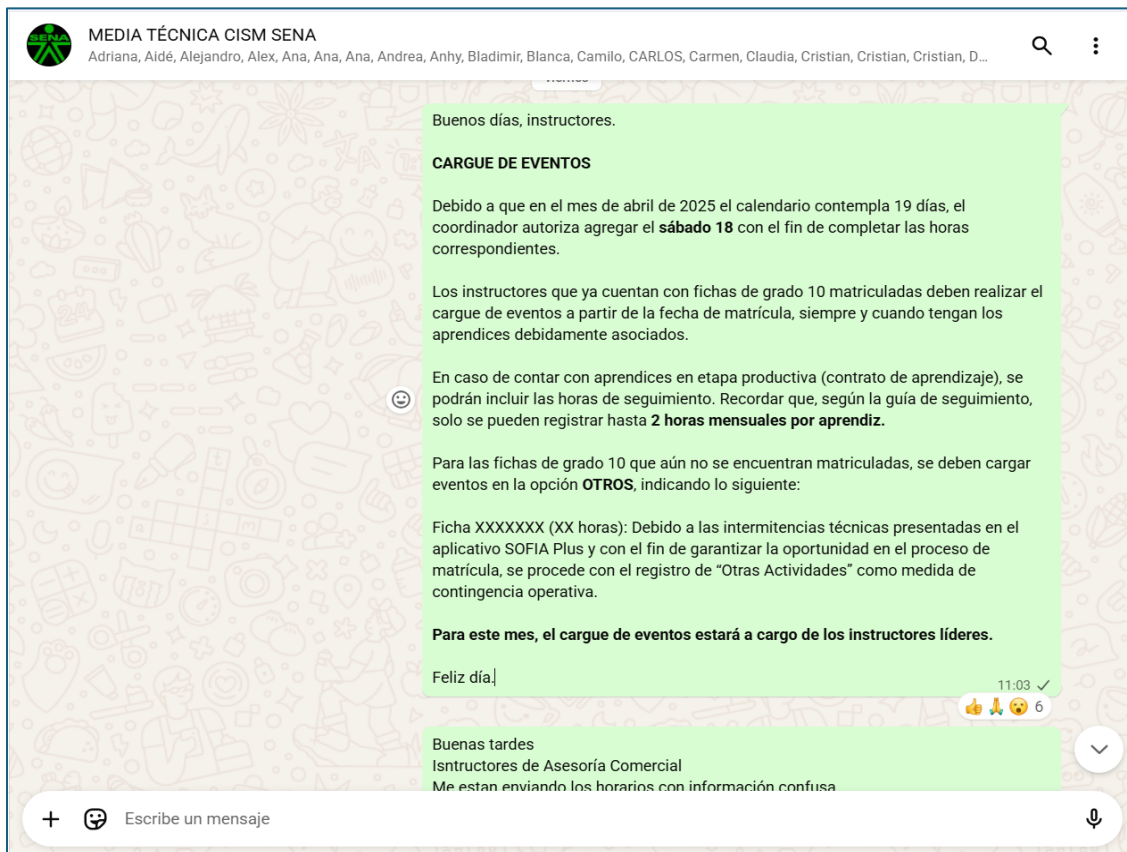 SENA
MEDIA TÉCNICA CISM SENA
Adriana, Aidé, Alejandro, Alex, Ana, Ana, Ana, Andrea, Anhy, Bladimir, Blanca, Camilo, CARLOS, Carmen, Claudia, Cristian, Cristian, Cristian, D...
viernes
Buenos días, instructores.
CARGUE DE EVENTOS
Debido a que en el mes de abril de 2025 el calendario contempla 19 días, el
coordinador autoriza agregar el sábado 18 con el fin de completar las horas
correspondientes.
Los instructores que ya cuentan con fichas de grado 10 matriculadas deben realizar el
cargue de eventos a partir de la fecha de matrícula, siempre y cuando tengan los
aprendices debidamente asociados.
En caso de contar con aprendices en etapa productiva (contrato de aprendizaje), se
podrán incluir las horas de seguimiento. Recordar que, según la guía de seguimiento,
solo se pueden registrar hasta 2 horas mensuales por aprendiz.
Para las fichas de grado 10 que aún no se encuentran matriculadas, se deben cargar
eventos en la opción OTROS, indicando lo siguiente:
Ficha XXXXXXX (XX horas): Debido a las intermitencias técnicas presentadas en el
aplicativo SOFIA Plus y con el fin de garantizar la oportunidad en el proceso de
matrícula, se procede con el registro de “Otras Actividades” como medida de
contingencia operativa.
Para este mes, el cargue de eventos estará a cargo de los instructores líderes.
Feliz día.
11:03
6
Buenas tardes
Isntructores de Asesoría Comercial
Me estan enviando los horarios con información confusa
Escribe un mensaje